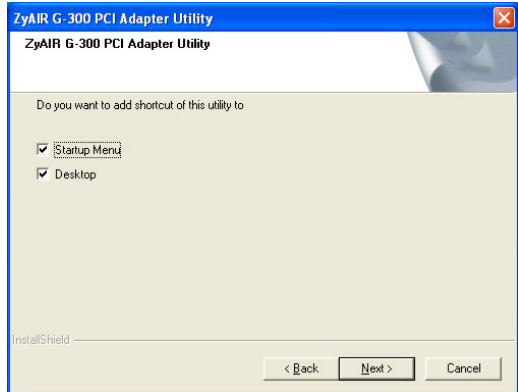 ZyAIR G-300 PCI Adapter Utility
ZyAIR G-300 PCI Adapter Utility
Do you want to add shortcut of this utility to
Startup Menu
Desktop
InstallShield
< Back Next > Cancel